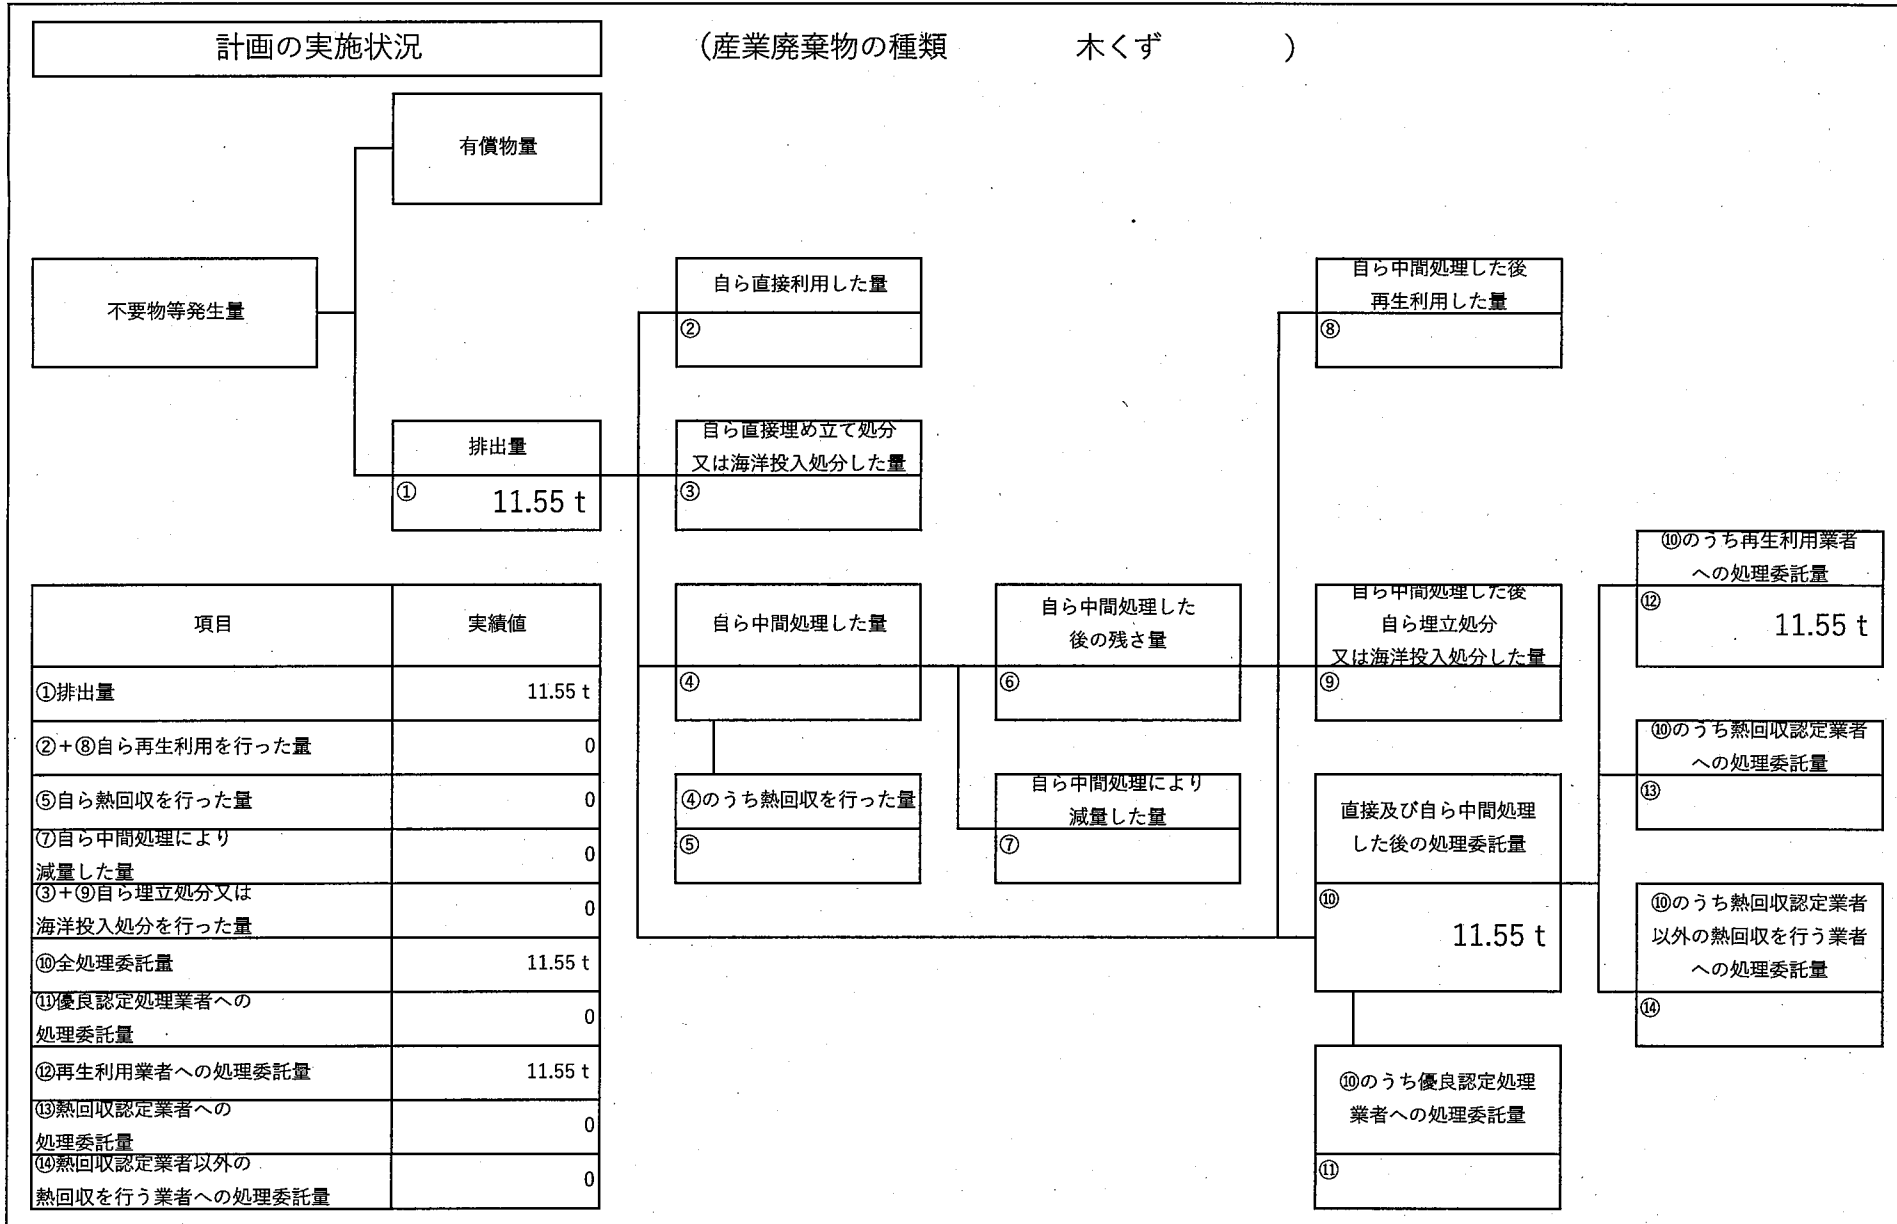 計画の実施状況
(産業廃棄物の種類 木くず )
有償物量
不要物等発生量
排出量
① 11.55 t
自ら直接利用した量
②
自ら直接埋め立て処分
又は海洋投入処分した量
③
自ら中間処理した量
④
④のうち熱回収を行った量
⑤
自ら中間処理した
後の残さ量
⑥
自ら中間処理により
減量した量
⑦
自ら中間処理した後
再生利用した量
⑧
自ら中間処理した後
自ら埋立処分
又は海洋投入処分した量
⑨
直接及び自ら中間処理
した後の処理委託量
⑩
11.55 t
⑩のうち優良認定処理
業者への処理委託量
⑪
⑩のうち再生利用業者
への処理委託量
⑫
11.55 t
⑩のうち熱回収認定業者
への処理委託量
⑬
⑩のうち熱回収認定業者
以外の熱回収を行う業者
への処理委託量
⑭
項目 実績値
①排出量 11.55 t
②+⑧自ら再生利用を行った量 0
⑤自ら熱回収を行った量 0
⑦自ら中間処理により
減量した量 0
③+⑨自ら埋立処分又は
海洋投入処分を行った量 0
⑩全処理委託量 11.55 t
⑪優良認定処理業者への
処理委託量 0
⑫再生利用業者への処理委託量 11.55 t
⑬熱回収認定業者への
処理委託量 0
⑭熱回収認定業者以外の
熱回収を行う業者への処理委託量 0